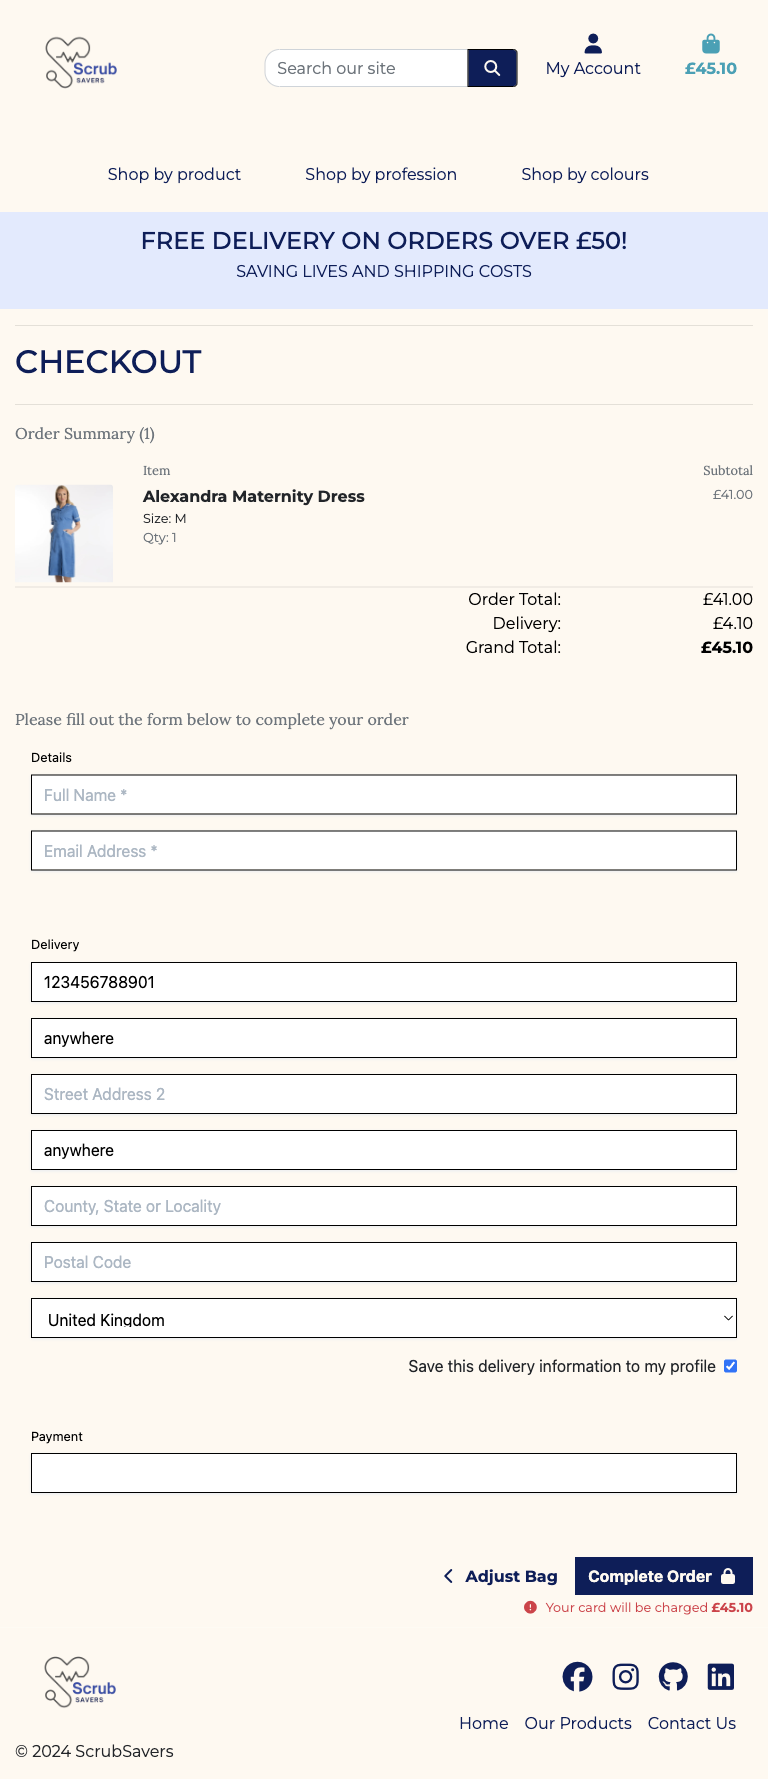 Scrub
SAVERS
Search our site
My Account
£45.10
Shop by product
Shop by profession
Shop by colours
FREE DELIVERY ON ORDERS OVER £50!
SAVING LIVES AND SHIPPING COSTS
CHECKOUT
Order Summary (1)
Item
Subtotal
Alexandra Maternity Dress
£41.00
Size: M
Qty: 1
Order Total: £41.00
Delivery: £4.10
Grand Total: £45.10
Please fill out the form below to complete your order
Details
Full Name *
Email Address *
Delivery
123456788901
anywhere
Street Address 2
anywhere
County, State or Locality
Postal Code
United Kingdom
Save this delivery information to my profile
Payment
Adjust Bag
Complete Order
Your card will be charged £45.10
Scrub
SAVERS
Home
Our Products
Contact Us
© 2024 ScrubSavers